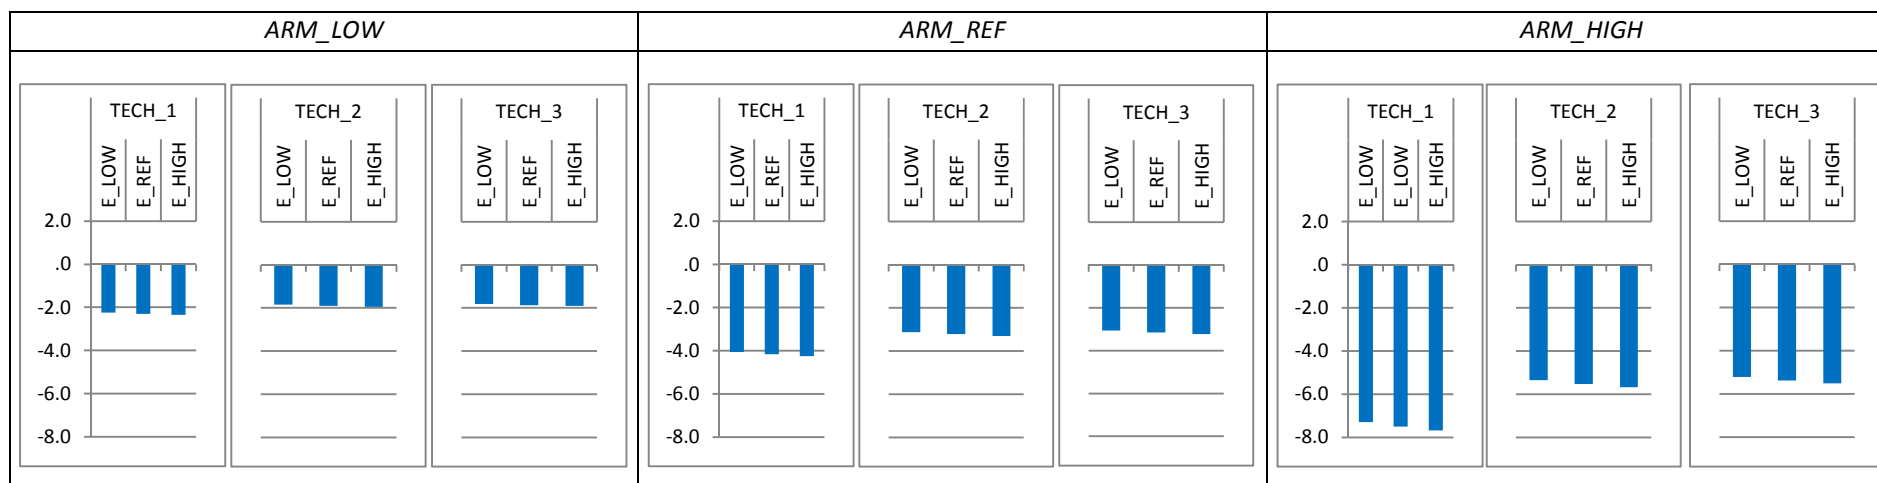 ARM_LOW ARM_REF ARM_HIGH
TECH_1 TECH_2 TECH_3 TECH_1 TECH_2 TECH_3 TECH_1 TECH_2 TECH_3
E_LOW E_REF E_HIGH E_LOW E_REF E_HIGH E_LOW E_REF E_HIGH E_LOW E_REF E_HIGH E_LOW E_REF E_HIGH E_LOW E_REF E_HIGH E_LOW E_LOW E_HIGH E_LOW E_REF E_HIGH E_LOW E_REF E_HIGH
2.0 2.0 2.0
.0 .0 .0
-2.0 -2.0 -2.0
-4.0 -4.0 -4.0
-6.0 -6.0 -6.0
-8.0 -8.0 -8.0